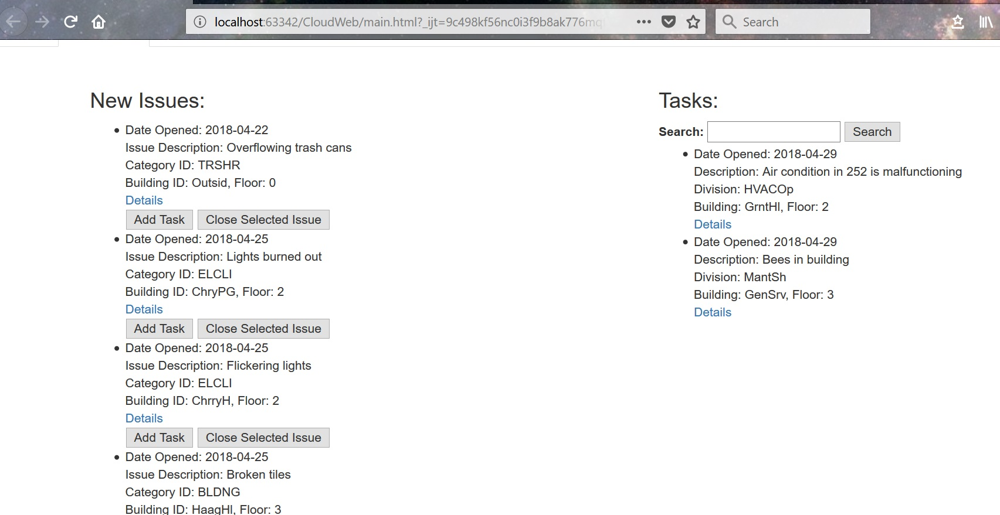 localhost:63342/CloudWeb/main.html?_ijt=9c498kf56nc0i3f9b8ak776mq
Search
New Issues:
Date Opened: 2018-04-22
Issue Description: Overflowing trash cans
Category ID: TRSHR
Building ID: Outsid, Floor: 0
Details
Add Task Close Selected Issue
Date Opened: 2018-04-25
Issue Description: Lights burned out
Category ID: ELCLI
Building ID: ChryPG, Floor: 2
Details
Add Task Close Selected Issue
Date Opened: 2018-04-25
Issue Description: Flickering lights
Category ID: ELCLI
Building ID: ChrryH, Floor: 2
Details
Add Task Close Selected Issue
Date Opened: 2018-04-25
Issue Description: Broken tiles
Category ID: BLDNG
Building ID: HaagHl, Floor: 3
Tasks:
Search: Search
Date Opened: 2018-04-29
Description: Air condition in 252 is malfunctioning
Division: HVACOp
Building: GrntHl, Floor: 2
Details
Date Opened: 2018-04-29
Description: Bees in building
Division: MantSh
Building: GenSrv, Floor: 3
Details